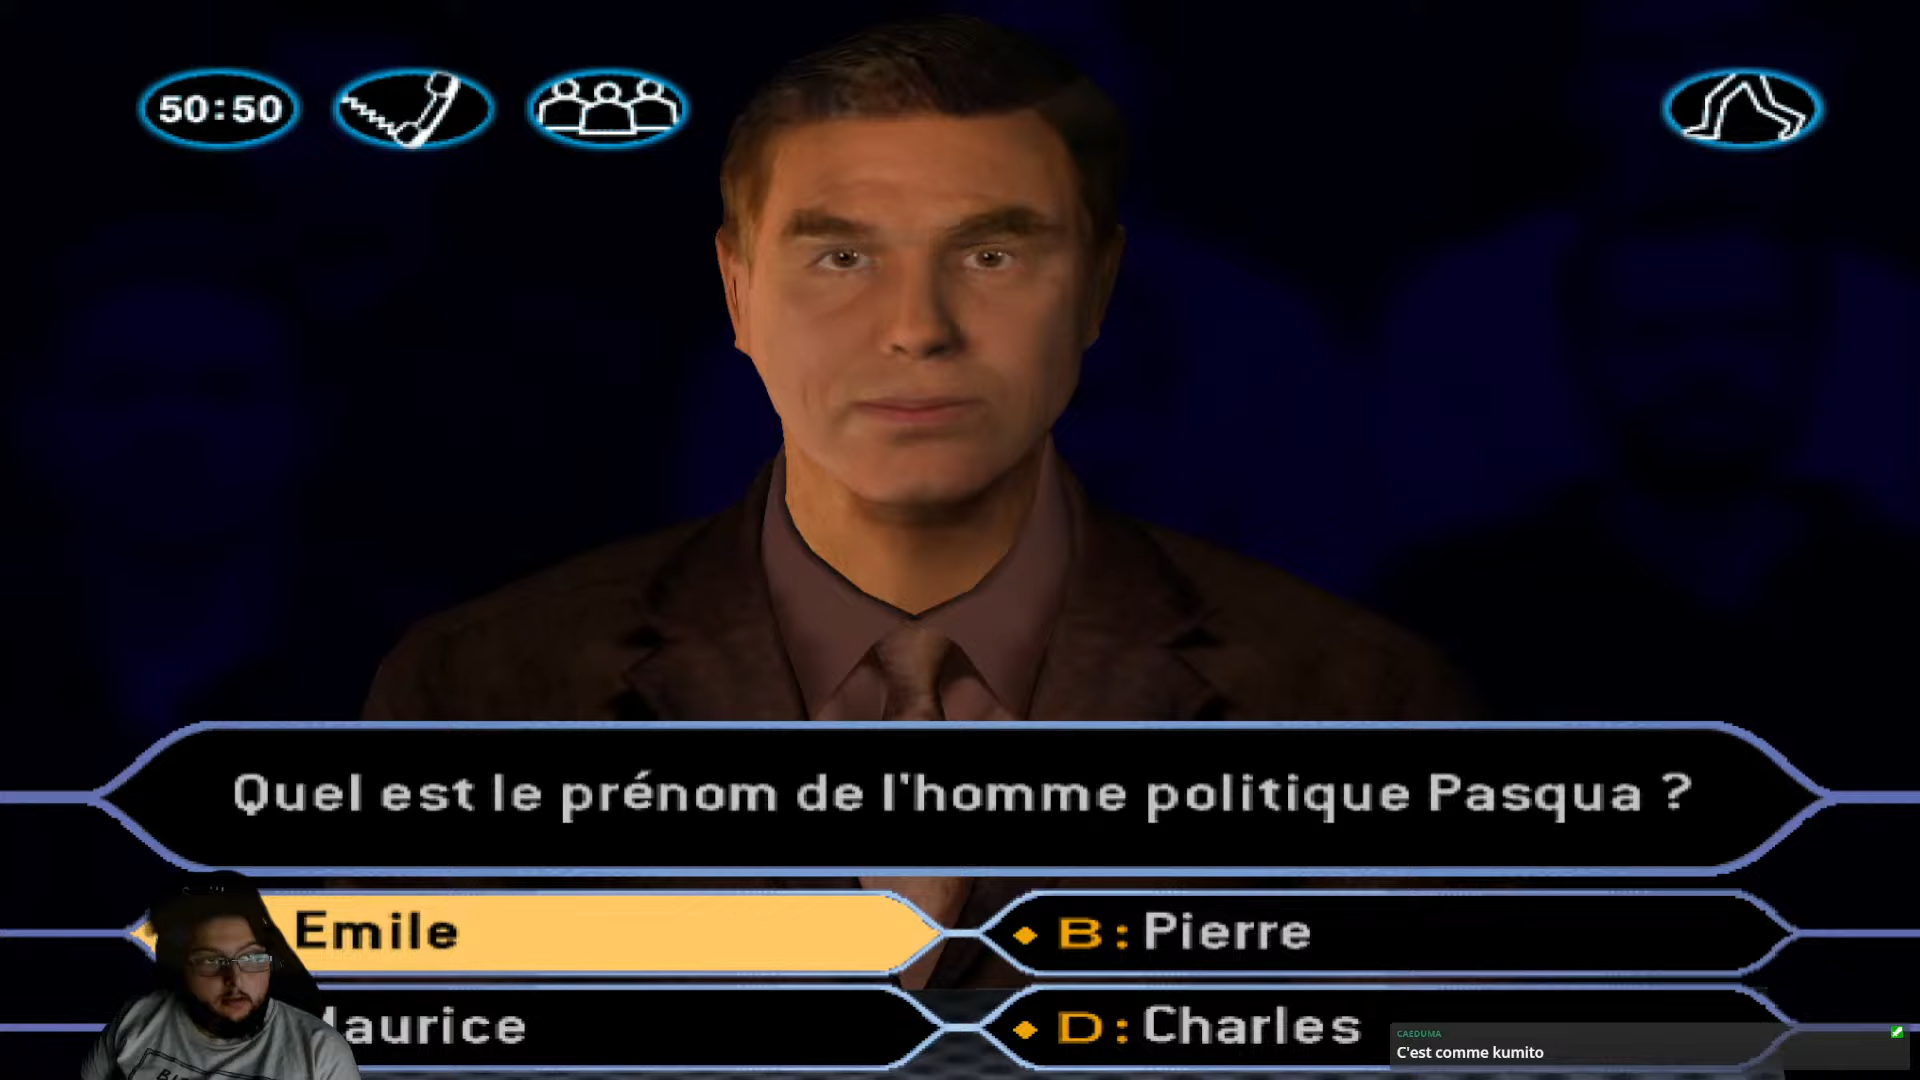 50:50
Quel est le prénom de l'homme politique Pasqua ?
Emile
B: Pierre
aurice
D: Charles
CAEDUMA
C'est comme kumito